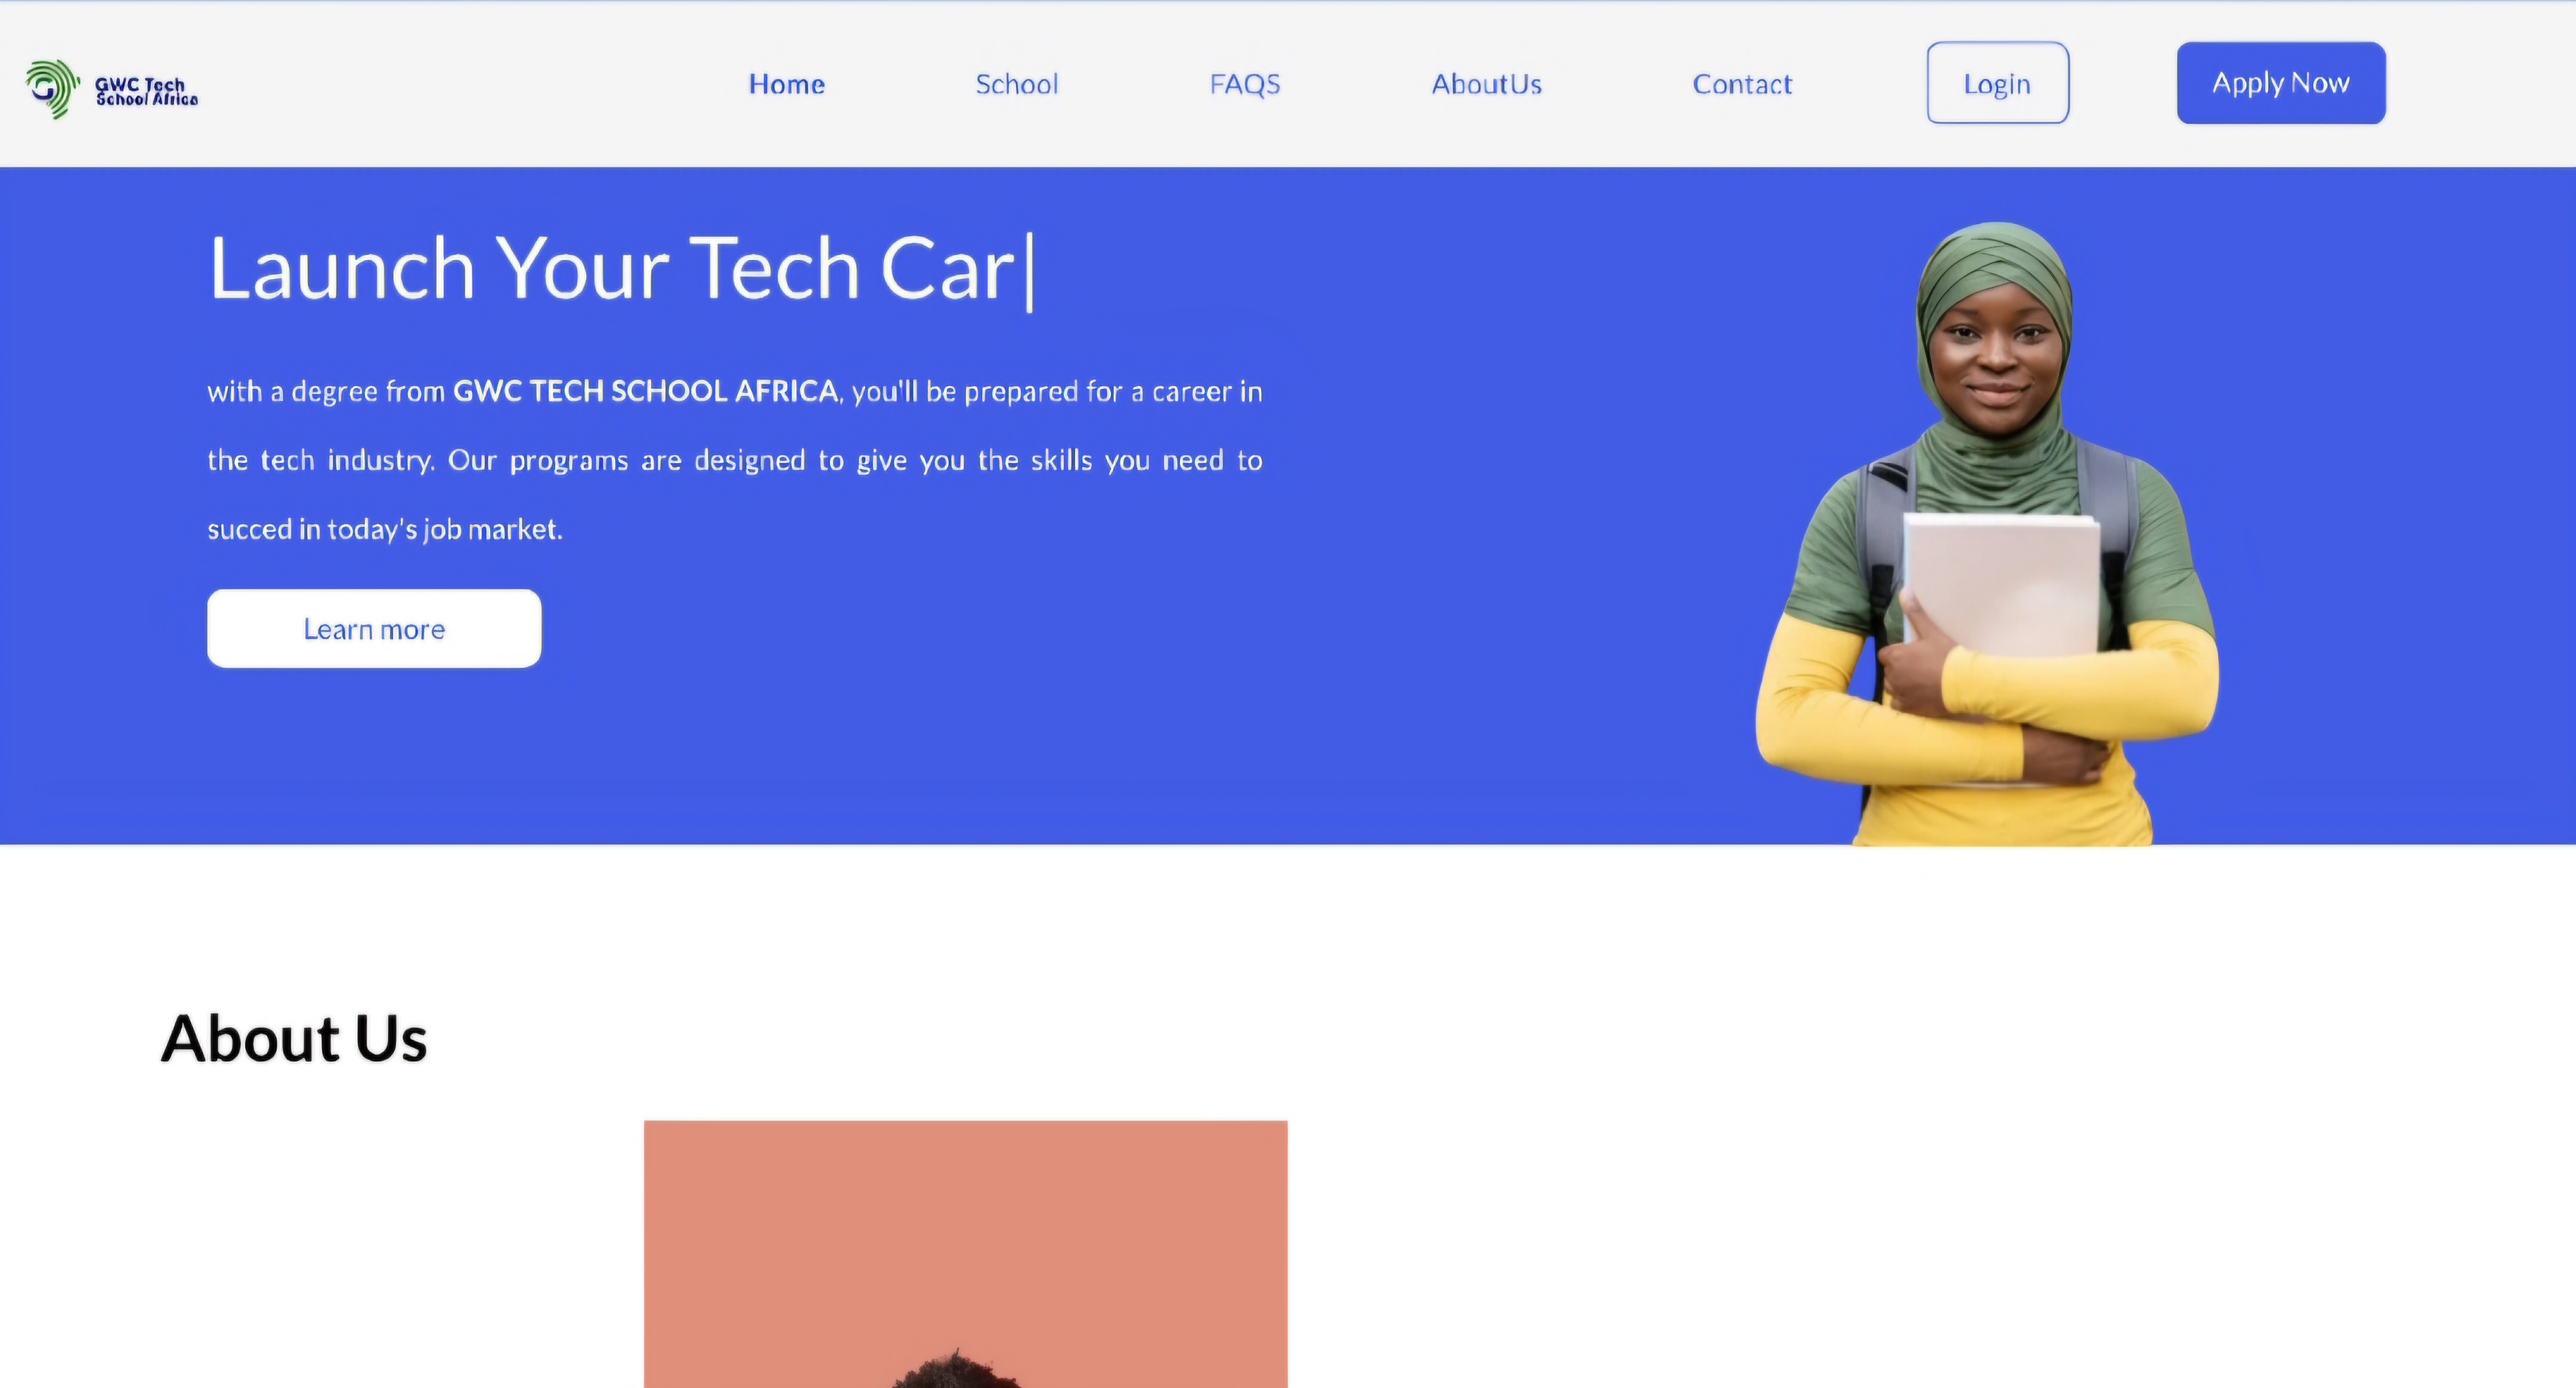 GWC Tech
School Africa
Home
School
FAQS
AboutUs
Contact
Login
Apply Now
Launch Your Tech Car|
with a degree from GWC TECH SCHOOL AFRICA, you'll be prepared for a career in
the tech industry. Our programs are designed to give you the skills you need to
succed in today's job market.
Learn more
About Us